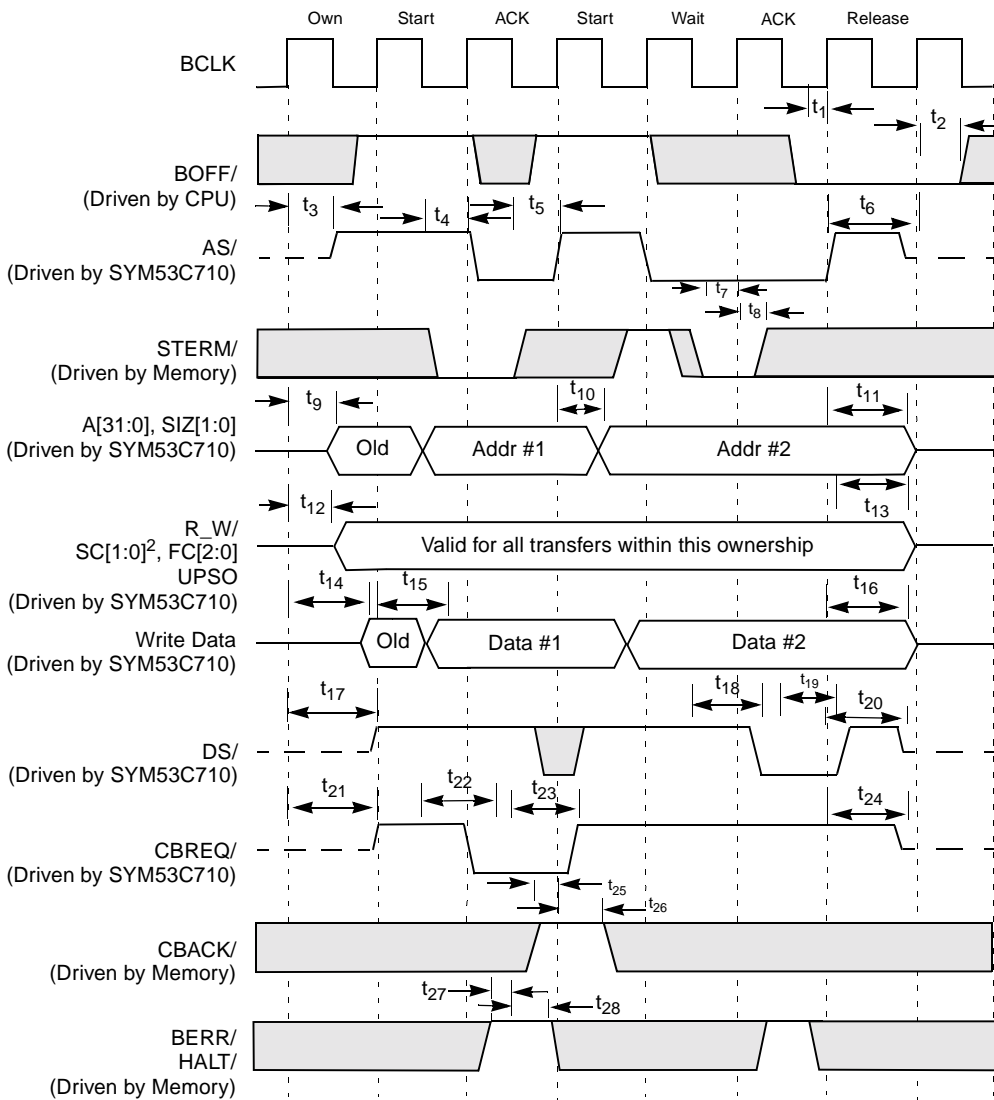 Own Start ACK Start Wait ACK Release
BCLK
t1
t2
BOFF/
(Driven by CPU)
t3
t4
t5
t6
AS/
(Driven by SYM53C710)
t7
t8
STERM/
(Driven by Memory)
t9
t10
t11
A[31:0], SIZ[1:0]
(Driven by SYM53C710)
Old Addr #1 Addr #2
t12
t13
R_W/
SC[1:0]2, FC[2:0]
UPSO
(Driven by SYM53C710)
Valid for all transfers within this ownership
t14
t15
t16
Write Data
(Driven by SYM53C710)
Old Data #1 Data #2
t17
t18
t19
t20
DS/
(Driven by SYM53C710)
t21
t22
t23
t24
CBREQ/
(Driven by SYM53C710)
t25
t26
CBACK/
(Driven by Memory)
t27
t28
BERR/
HALT/
(Driven by Memory)